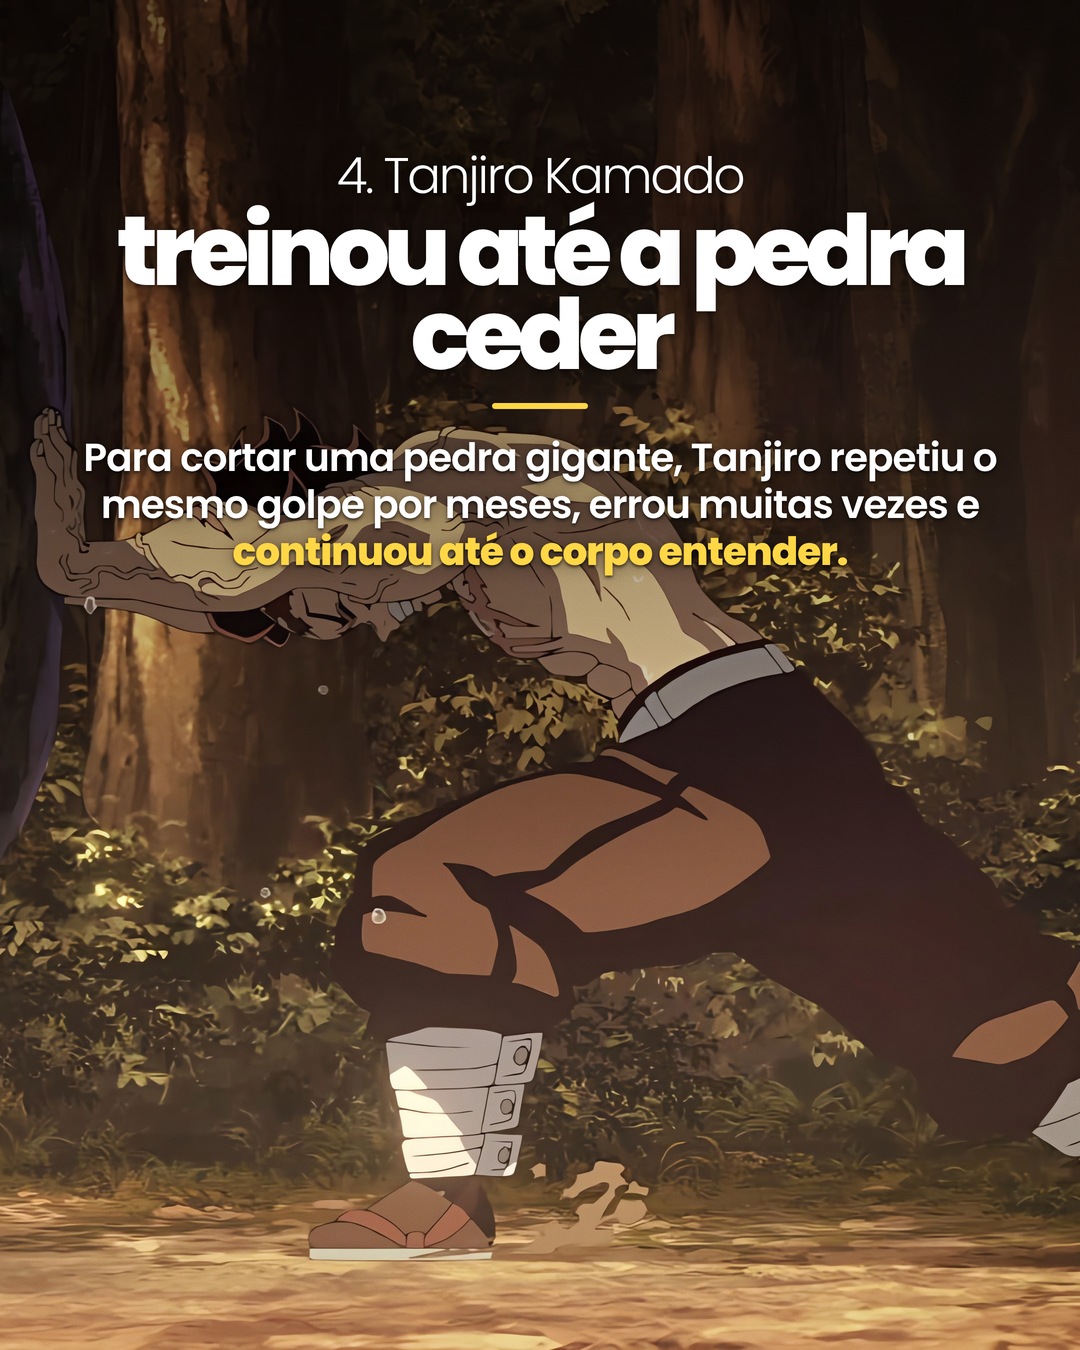 4. Tanjiro Kamado
treinou até a pedra
ceder
Para cortar uma pedra gigante, Tanjiro repetiu o
mesmo golpe por meses, errou muitas vezes e
continuou até o corpo entender.